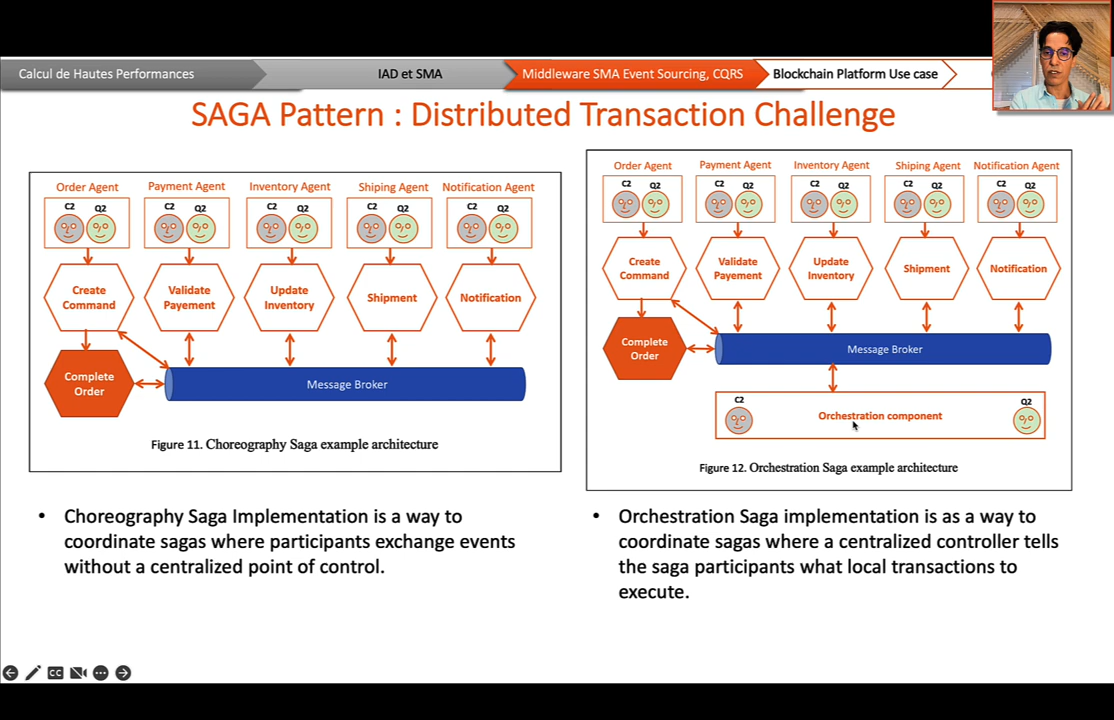 Calcul de Hautes Performances
IAD et SMA
Middleware SMA Event Sourcing, CQRS
Blockchain Platform Use case
SAGA Pattern : Distributed Transaction Challenge
Order Agent
Payment Agent
Inventory Agent
Shiping Agent
Notification Agent
C2 Q2
C2 Q2
C2 Q2
C2 Q2
C2 Q2
Create
Command
Validate
Payement
Update
Inventory
Shipment
Notification
Complete
Order
Message Broker
Figure 11. Choreography Saga example architecture
Order Agent
Payment Agent
Inventory Agent
Shiping Agent
Notification Agent
C2 Q2
C2 Q2
C2 Q2
C2 Q2
C2 Q2
Create
Command
Validate
Payement
Update
Inventory
Shipment
Notification
Complete
Order
Message Broker
C2
Orchestration component
Q2
Figure 12. Orchestration Saga example architecture
• Choreography Saga Implementation is a way to
coordinate sagas where participants exchange events
without a centralized point of control.
• Orchestration Saga implementation is as a way to
coordinate sagas where a centralized controller tells
the saga participants what local transactions to
execute.
CC